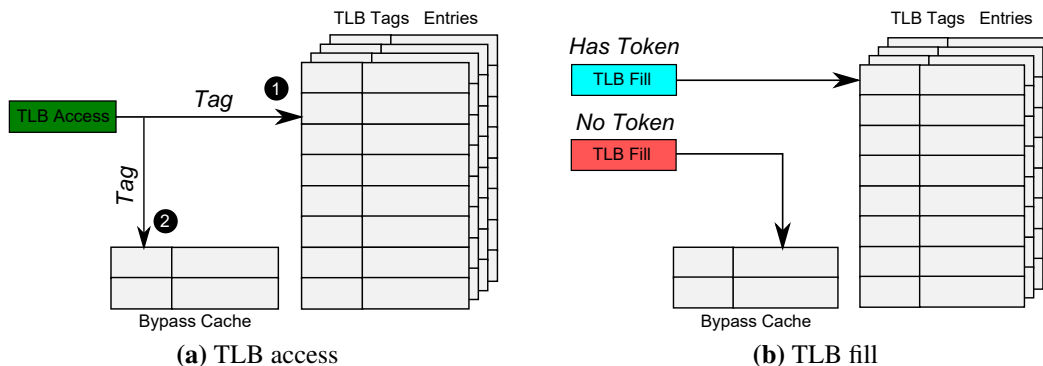 TLB Tags Entries
1
Tag
TLB Access
Tag
2
Bypass Cache
(a) TLB access
TLB Tags Entries
Has Token
TLB Fill
No Token
TLB Fill
Bypass Cache
(b) TLB fill